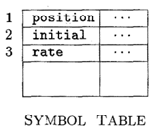 1 position ...
2 initial ...
3 rate ...
SYMBOL TABLE